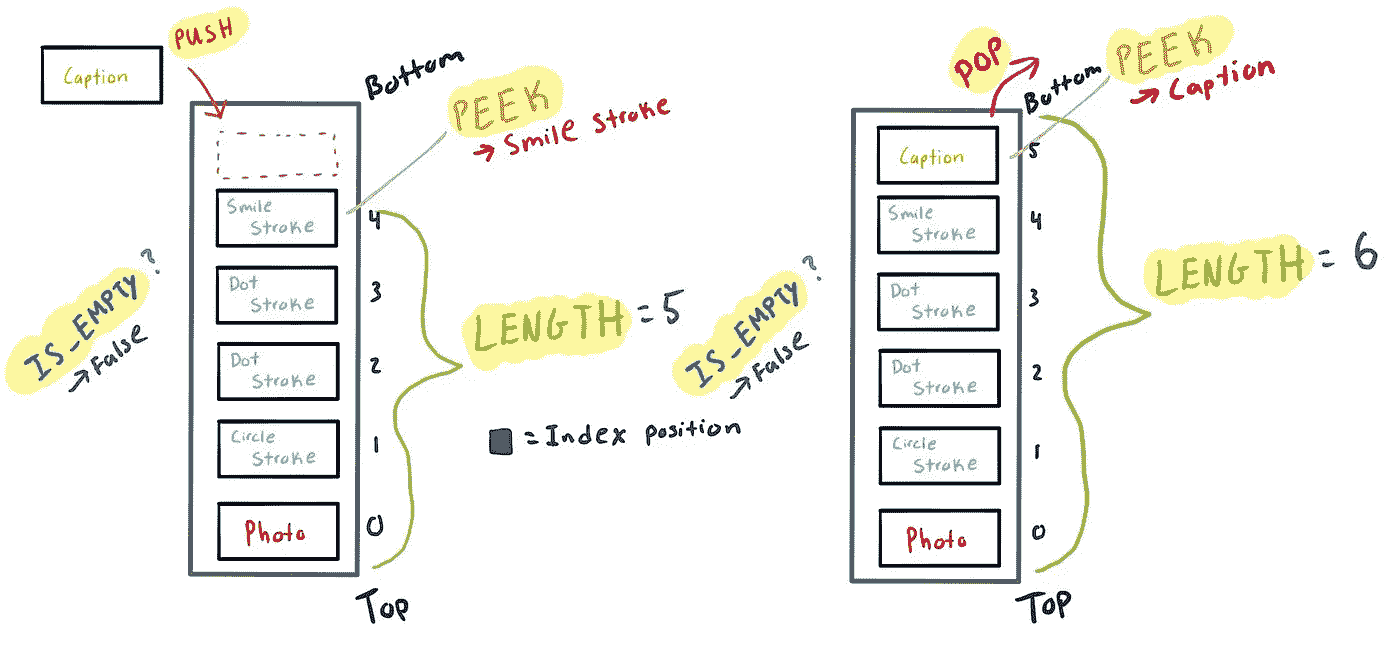 Caption
PUSH
Bottom
PEEK
→ Smile Stroke
Smile
Stroke
4
Dot
Stroke
3
Dot
Stroke
2
Circle
Stroke
1
Photo
0
Top
IS_EMPTY?
→ False
LENGTH = 5
= Index position
POP
Bottom
PEEK
→ Caption
Caption
5
Smile
Stroke
4
Dot
Stroke
3
Dot
Stroke
2
Circle
Stroke
1
Photo
0
Top
IS_EMPTY?
→ False
LENGTH = 6